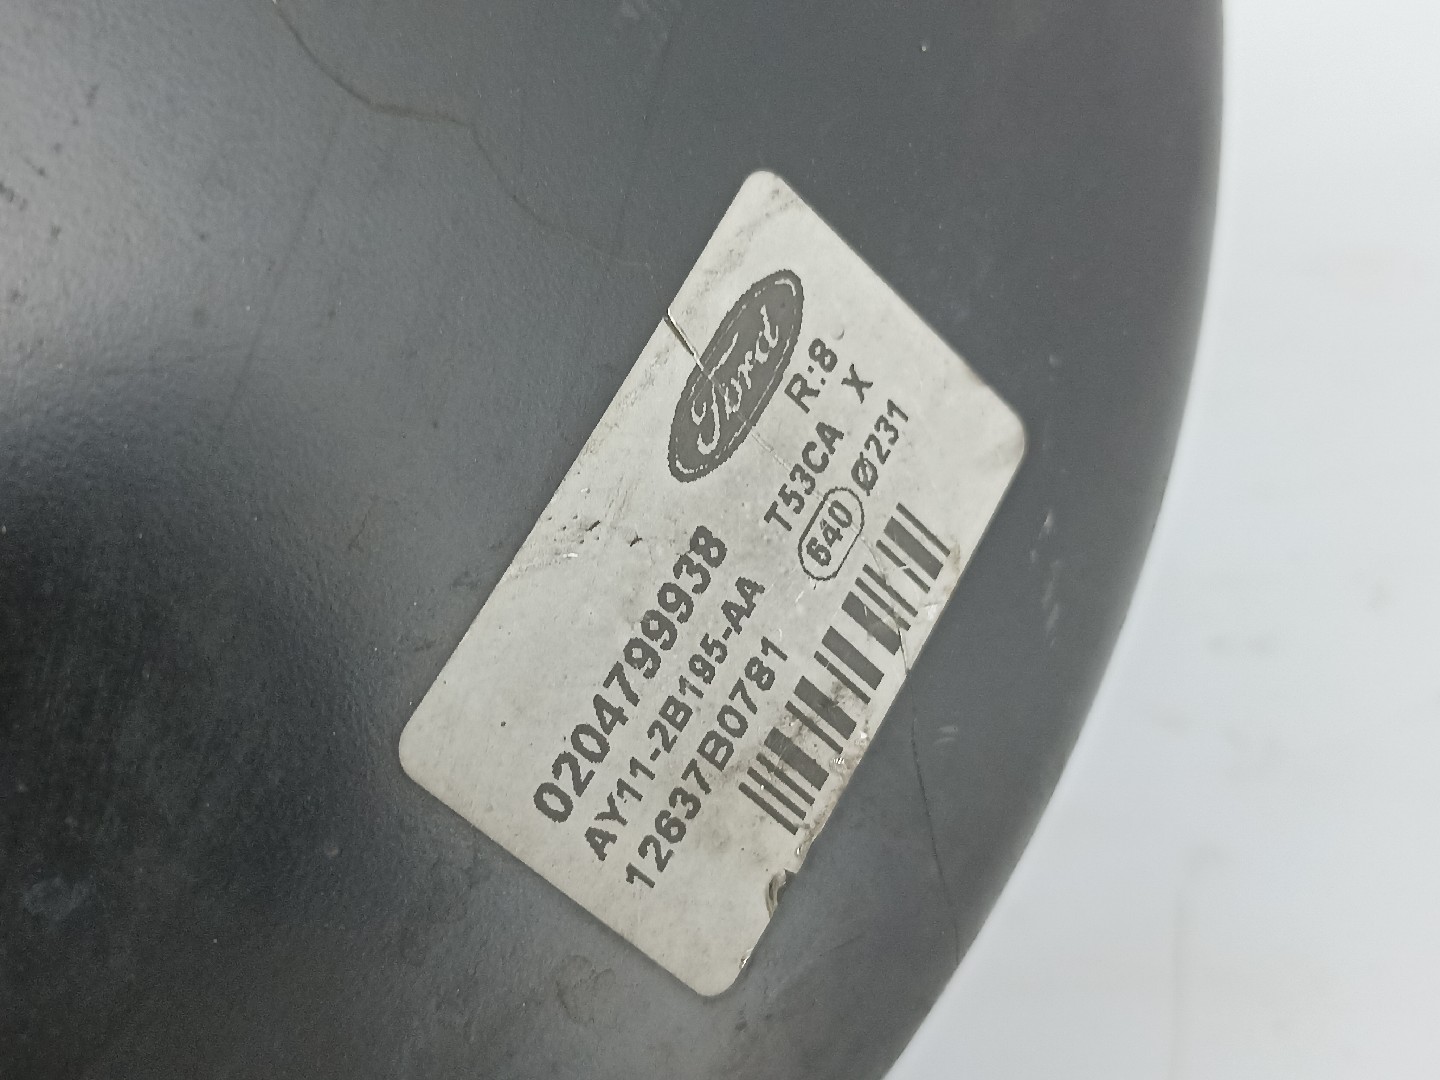 Ford
R:8
T53CA X
640 Ø231
0204799938
AY11-2B195-AA
12637B0781